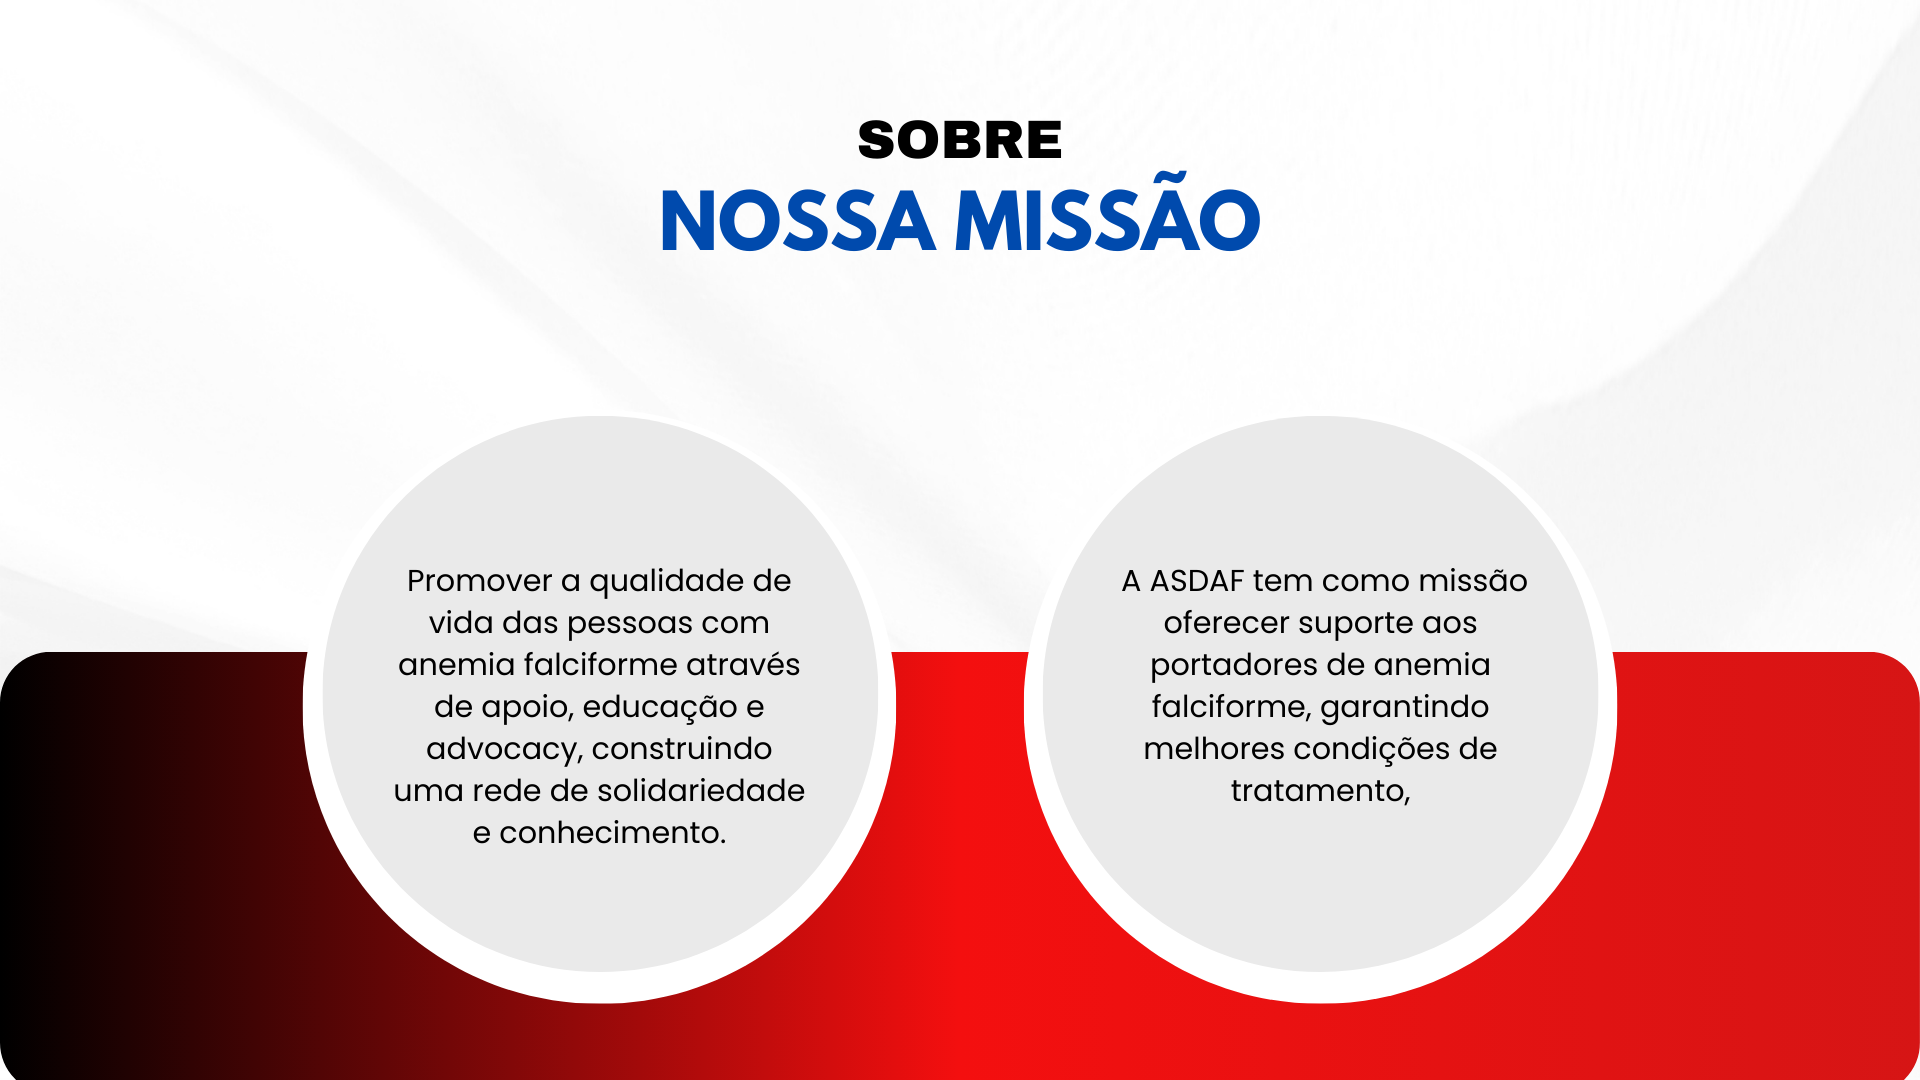 SOBRE
NOSSA MISSÃO
Promover a qualidade de
vida das pessoas com
anemia falciforme através
de apoio, educação e
advocacy, construindo
uma rede de solidariedade
e conhecimento.
A ASDAF tem como missão
oferecer suporte aos
portadores de anemia
falciforme, garantindo
melhores condições de
tratamento,